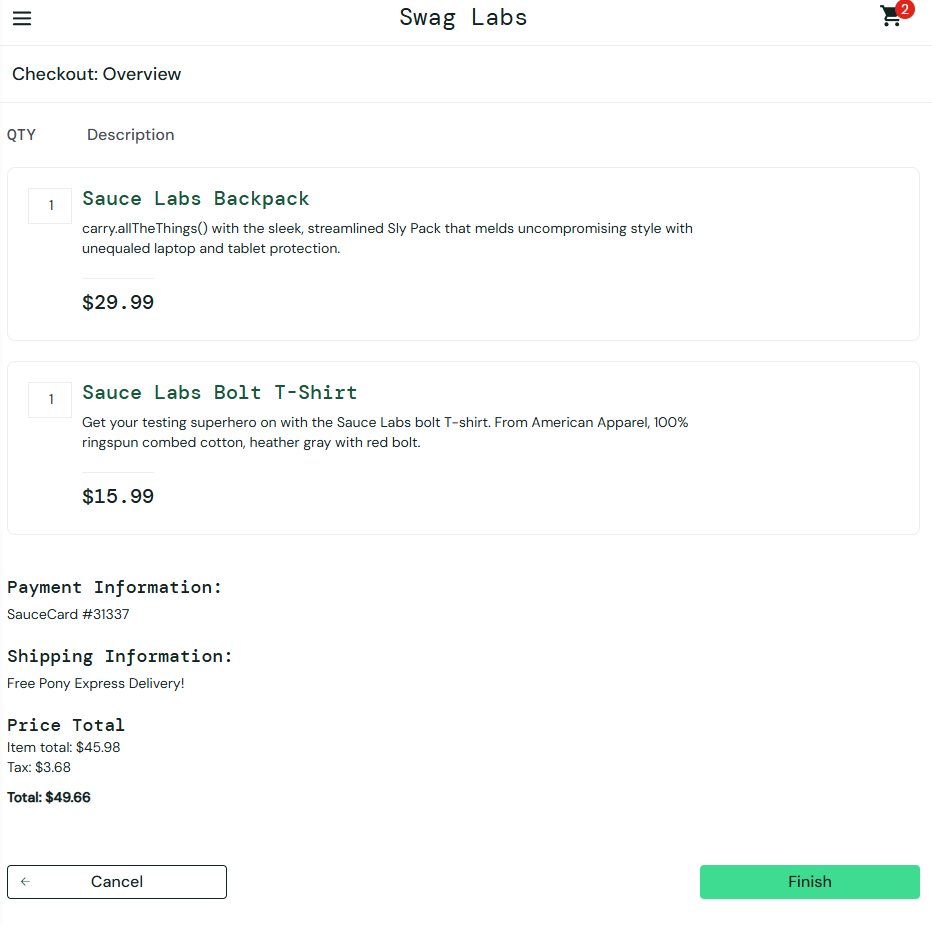 Swag Labs
2
Checkout: Overview
QTY Description
1
Sauce Labs Backpack
carry.allTheThings() with the sleek, streamlined Sly Pack that melds uncompromising style with
unequaled laptop and tablet protection.
$29.99
1
Sauce Labs Bolt T-Shirt
Get your testing superhero on with the Sauce Labs bolt T-shirt. From American Apparel, 100%
ringspun combed cotton, heather gray with red bolt.
$15.99
Payment Information:
SauceCard #31337
Shipping Information:
Free Pony Express Delivery!
Price Total
Item total: $45.98
Tax: $3.68
Total: $49.66
Cancel
Finish